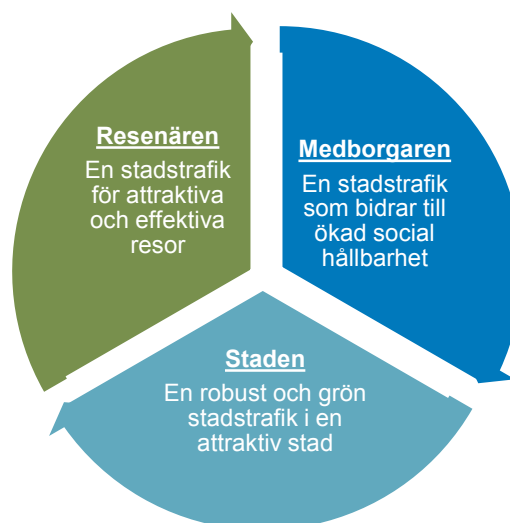 Resenären
En stadstrafik
för attraktiva
och effektiva
resor
Medborgaren
En stadstrafik
som bidrar till
ökad social
hållbarhet
Staden
En robust och grön
stadstrafik i en
attraktiv stad